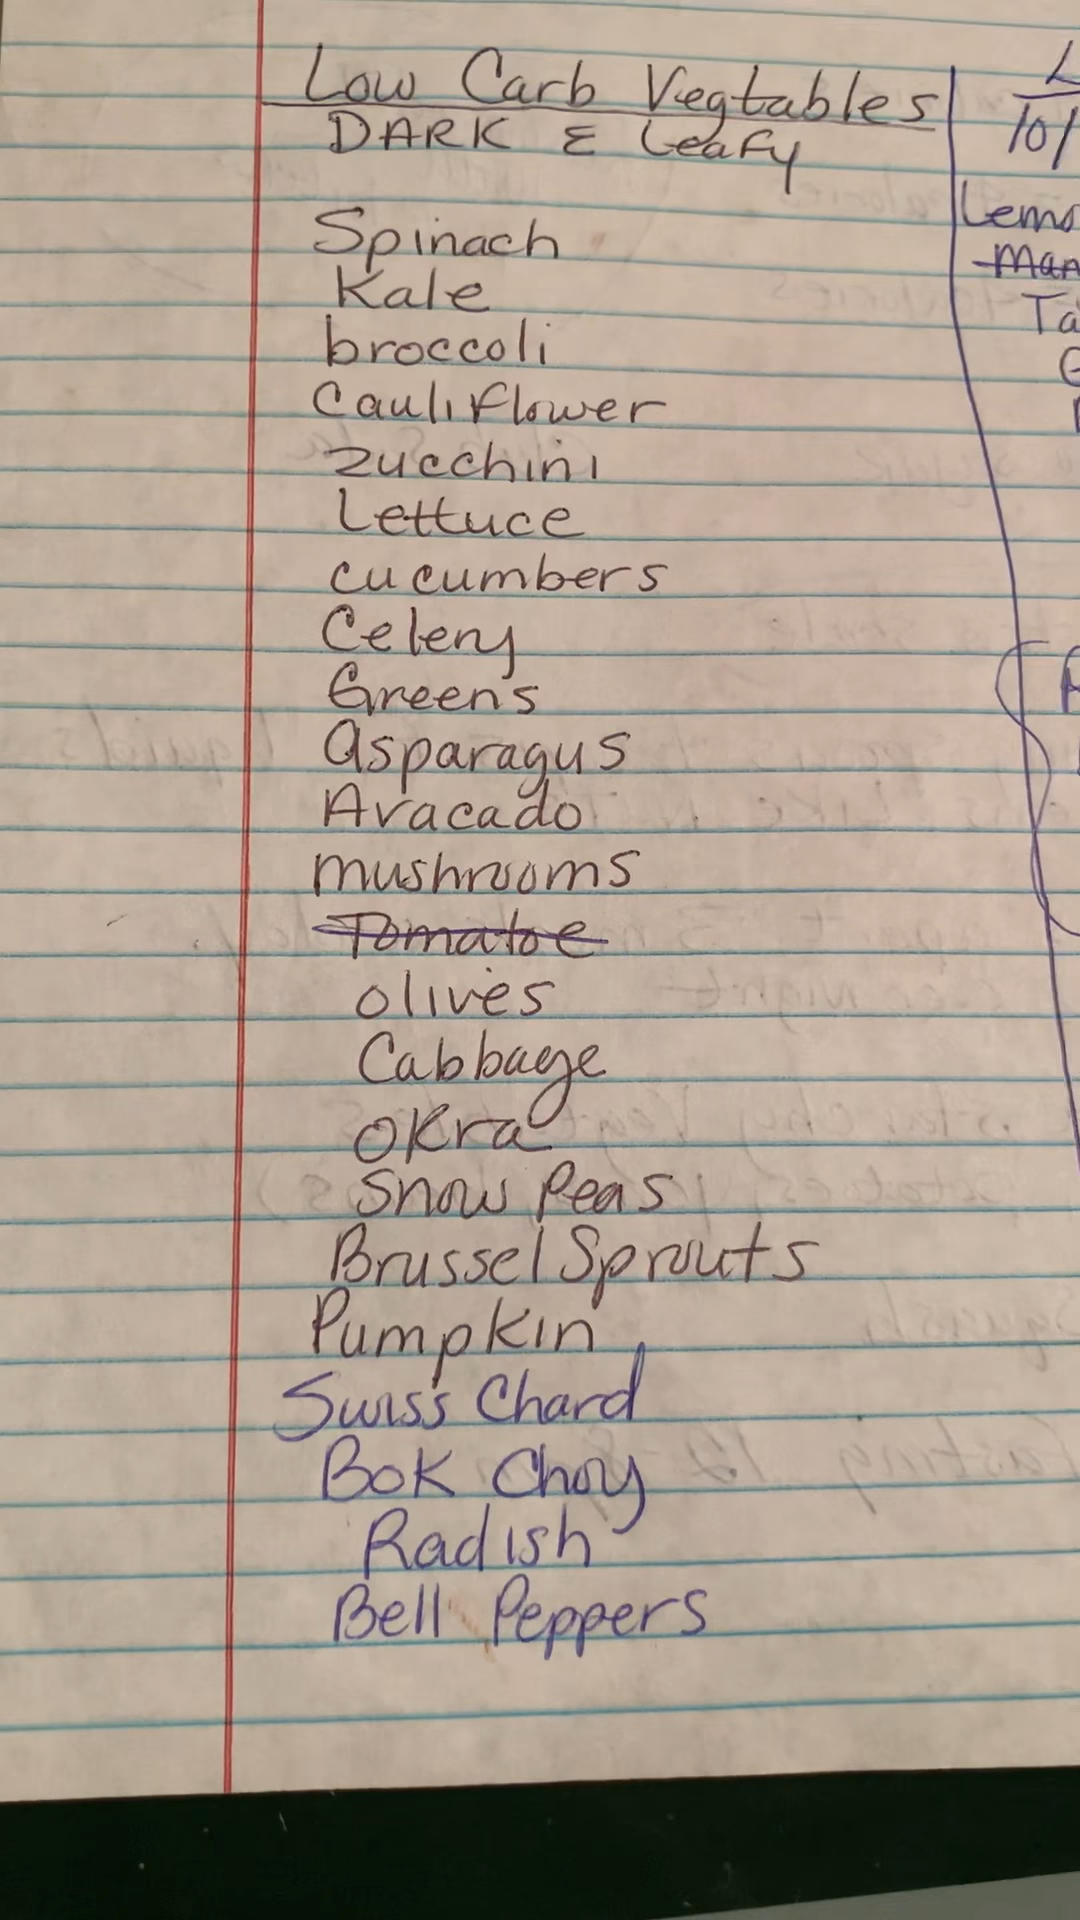 Low Carb Vegtables
DARK & Leafy
Spinach
Kale
broccoli
Cauliflower
zucchini
Lettuce
cucumbers
Celery
Greens
asparagus
Avacado
mushrooms
Tomatoe
olives
Cabbage
okra
Snow Peas
Brussel Sprouts
Pumpkin
Swiss Chard
Bok Choy
Radish
Bell Peppers